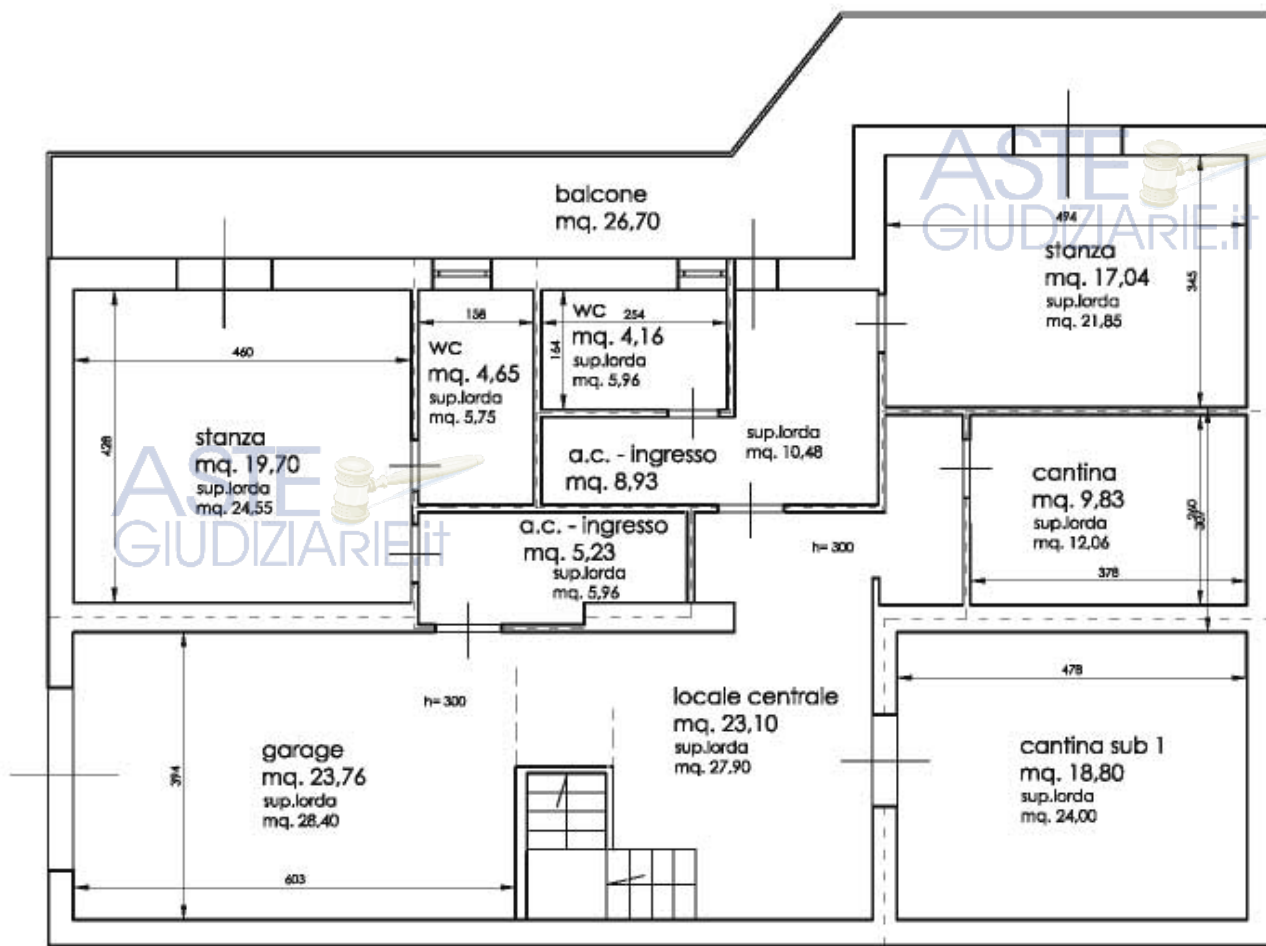 balcone
mq. 26,70
ASTE
GIUDIZIARIE.it
494
stanza
mq. 17,04
sup.lorda
mq. 21,85
345
460
428
stanza
mq. 19,70
sup.lorda
mq. 24,55
ASTE
GIUDIZIARIE.it
158
wc
mq. 4,65
sup.lorda
mq. 5,75
wc
254
mq. 4,16
164
sup.lorda
mq. 5,96
a.c. - ingresso
mq. 8,93
sup.lorda
mq. 10,48
cantina
mq. 9,83
sup.lorda
mq. 12,06
260
307
378
a.c. - ingresso
mq. 5,23
sup.lorda
mq. 5,96
h= 300
h= 300
garage
mq. 23,76
sup.lorda
mq. 28,40
394
603
locale centrale
mq. 23,10
sup.lorda
mq. 27,90
478
cantina sub 1
mq. 18,80
sup.lorda
mq. 24,00